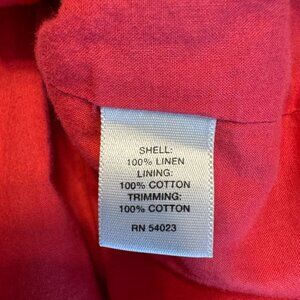 SHELL:
100% LINEN
LINING:
100% COTTON
TRIMMING:
100% COTTON
RN 54023